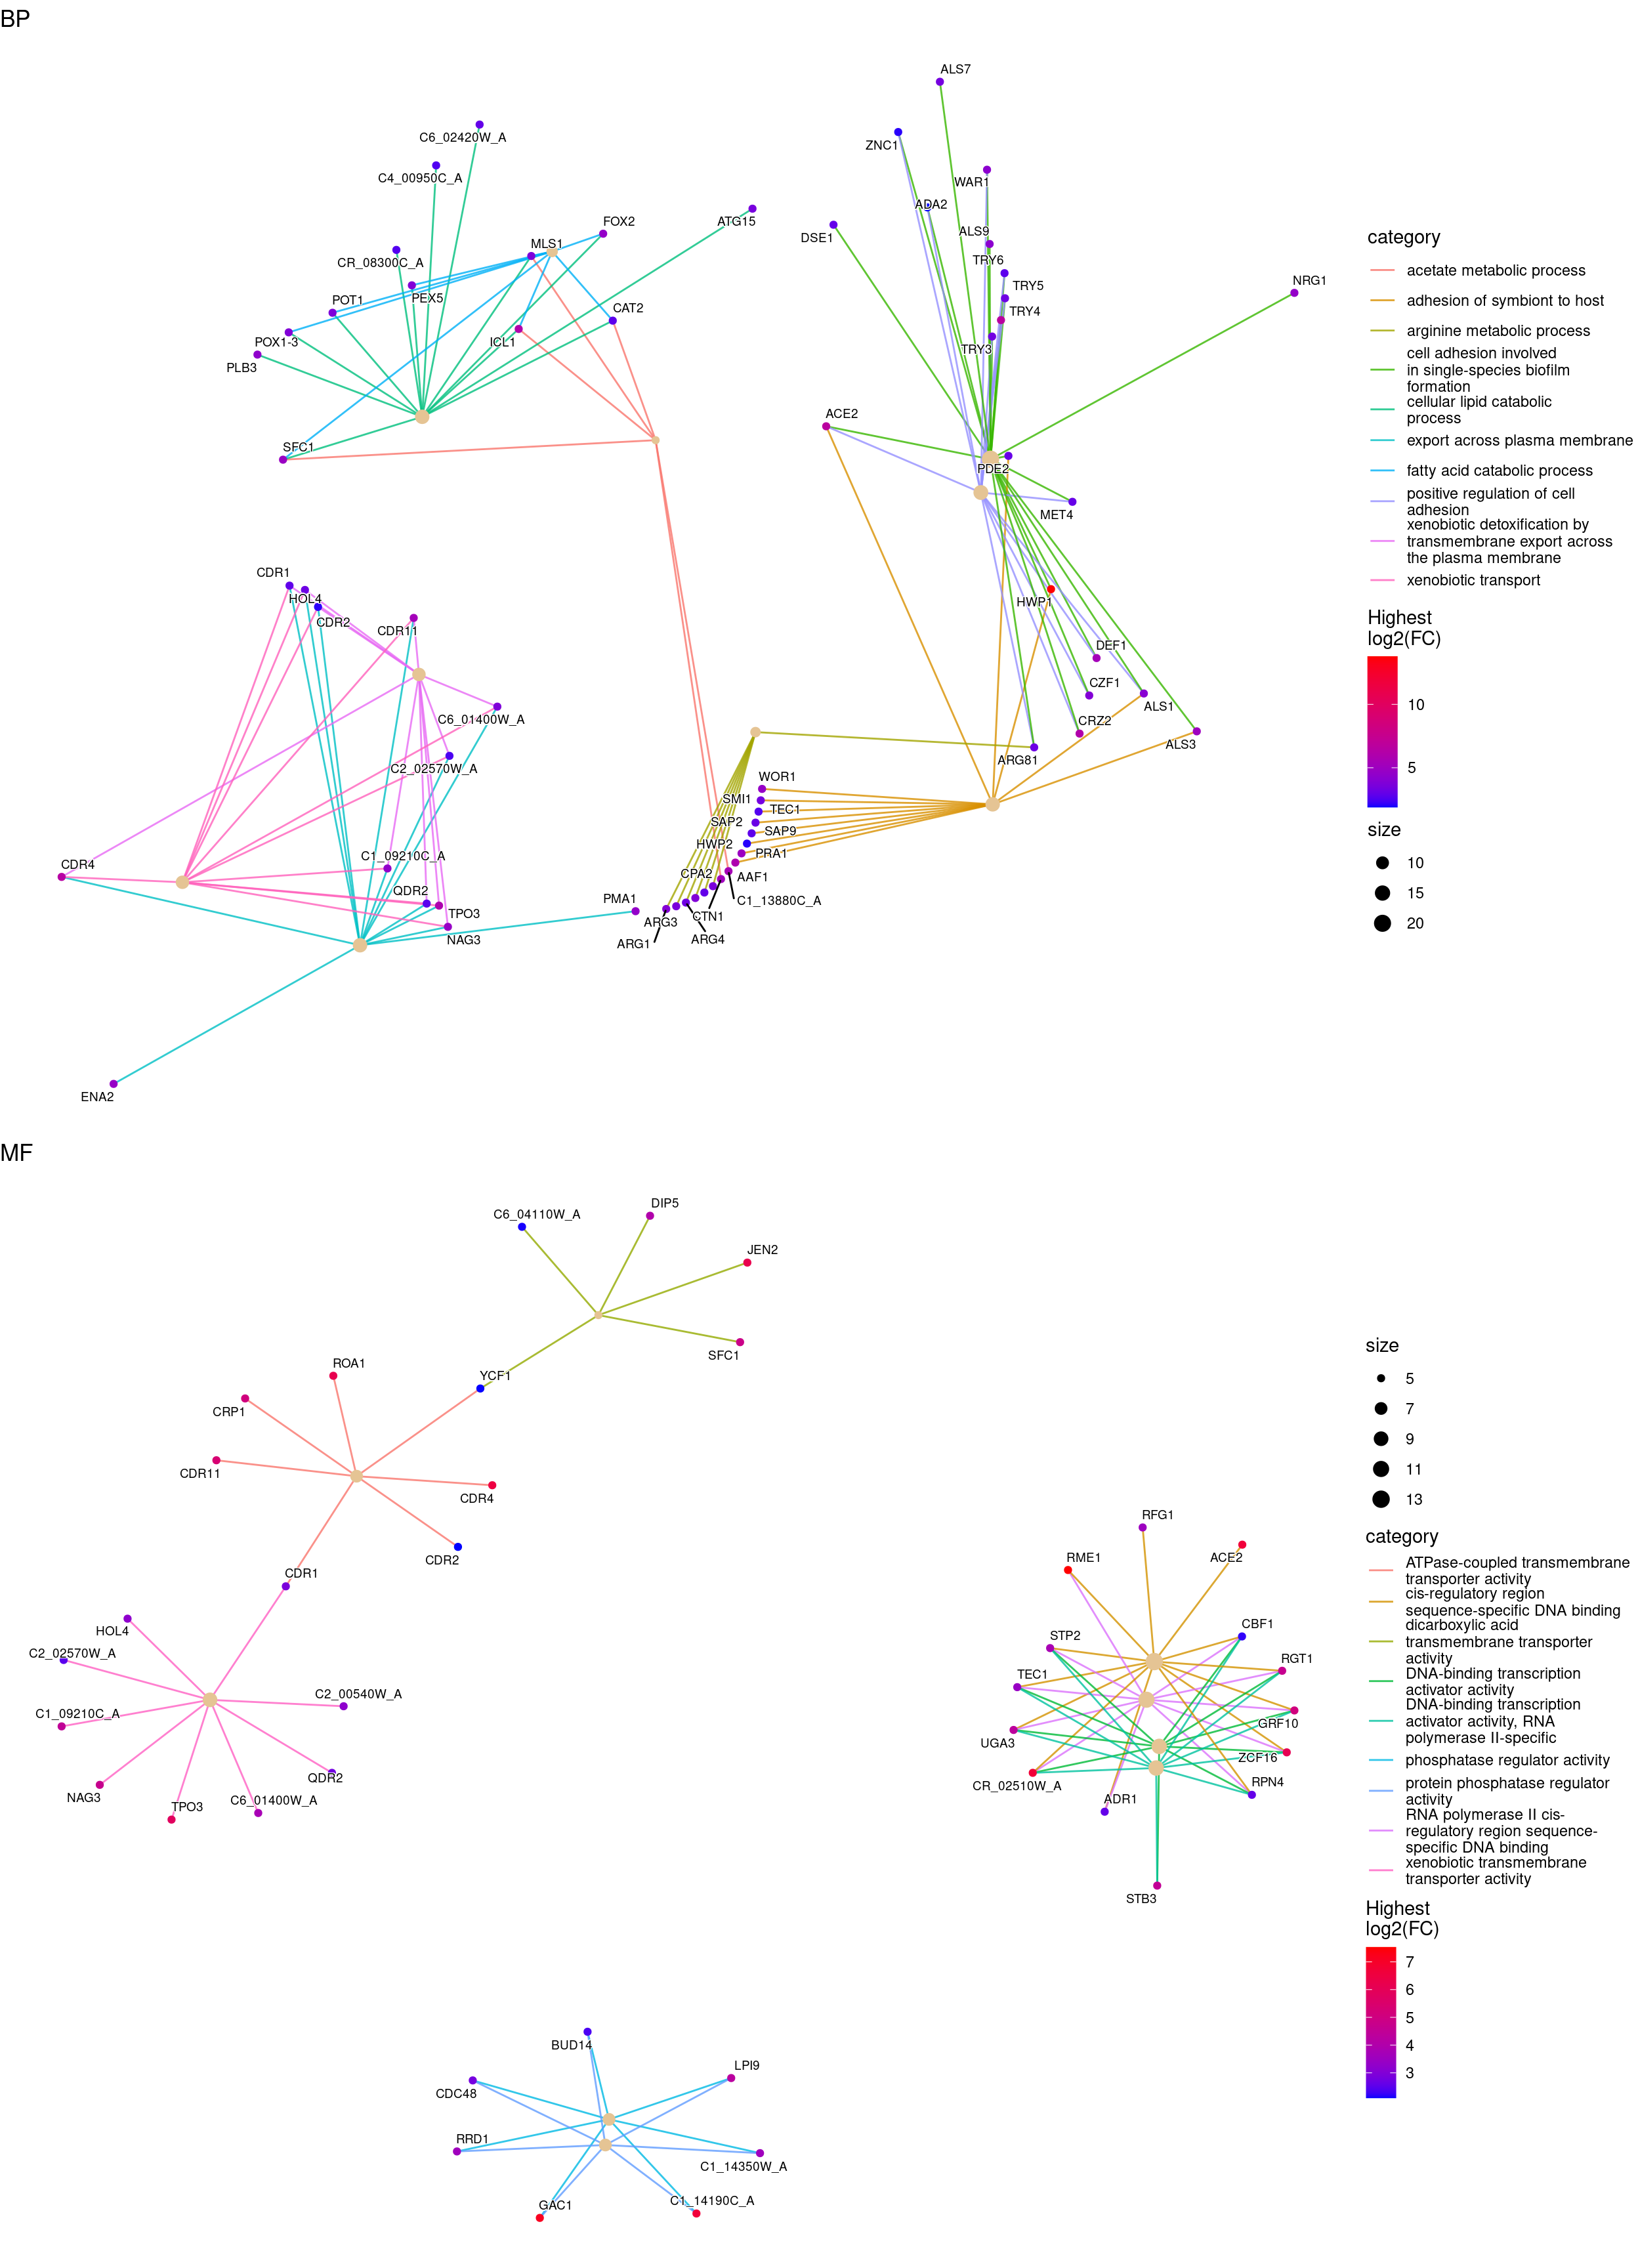 BP
ALS7
C6_02420W_A
ZNC1
C4_00950C_A
WAR1
ADA2
ATG15
FOX2
DSE1
ALS9
MLS1
CR_08300C_A
TRY6
NRG1
TRY5
POT1
PEX5
CAT2
TRY4
POX1-3
ICL1
TRY3
PLB3
ACE2
SFC1
PDE2
MET4
CDR1
HOL4
CDR2
CDR11
HWP1
DEF1
CZF1
C6_01400W_A
ALS1
CRZ2
ALS3
ARG81
C2_02570W_A
WOR1
SMI1
TEC1
SAP2
SAP9
HWP2
PRA1
C1_09210C_A
CDR4
CPA2
AAF1
QDR2
PMA1
C1_13880C_A
TPO3
ARG3
CTN1
NAG3
ARG1
ARG4
ENA2
category
acetate metabolic process
adhesion of symbiont to host
arginine metabolic process
cell adhesion involved
in single-species biofilm
formation
cellular lipid catabolic
process
export across plasma membrane
fatty acid catabolic process
positive regulation of cell
adhesion
xenobiotic detoxification by
transmembrane export across
the plasma membrane
xenobiotic transport
Highest
log2(FC)
10
5
size
10
15
20
MF
C6_04110W_A
DIP5
JEN2
SFC1
ROA1
YCF1
CRP1
CDR11
CDR4
CDR2
CDR1
HOL4
C2_02570W_A
C2_00540W_A
C1_09210C_A
QDR2
NAG3
TPO3
C6_01400W_A
RFG1
RME1
ACE2
CBF1
STP2
RGT1
TEC1
GRF10
UGA3
ZCF16
CR_02510W_A
RPN4
ADR1
STB3
BUD14
LPI9
CDC48
RRD1
C1_14350W_A
GAC1
C1_14190C_A
size
5
7
9
11
13
category
ATPase-coupled transmembrane
transporter activity
cis-regulatory region
sequence-specific DNA binding
dicarboxylic acid
transmembrane transporter
activity
DNA-binding transcription
activator activity
DNA-binding transcription
activator activity, RNA
polymerase II-specific
phosphatase regulator activity
protein phosphatase regulator
activity
RNA polymerase II cis-
regulatory region sequence-
specific DNA binding
xenobiotic transmembrane
transporter activity
Highest
log2(FC)
7
6
5
4
3